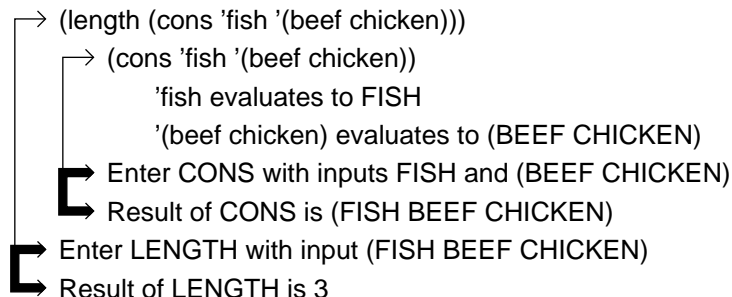 (length (cons ’fish ’(beef chicken)))
(cons ’fish ’(beef chicken))
’fish evaluates to FISH
’(beef chicken) evaluates to (BEEF CHICKEN)
Enter CONS with inputs FISH and (BEEF CHICKEN)
Result of CONS is (FISH BEEF CHICKEN)
Enter LENGTH with input (FISH BEEF CHICKEN)
Result of LENGTH is 3